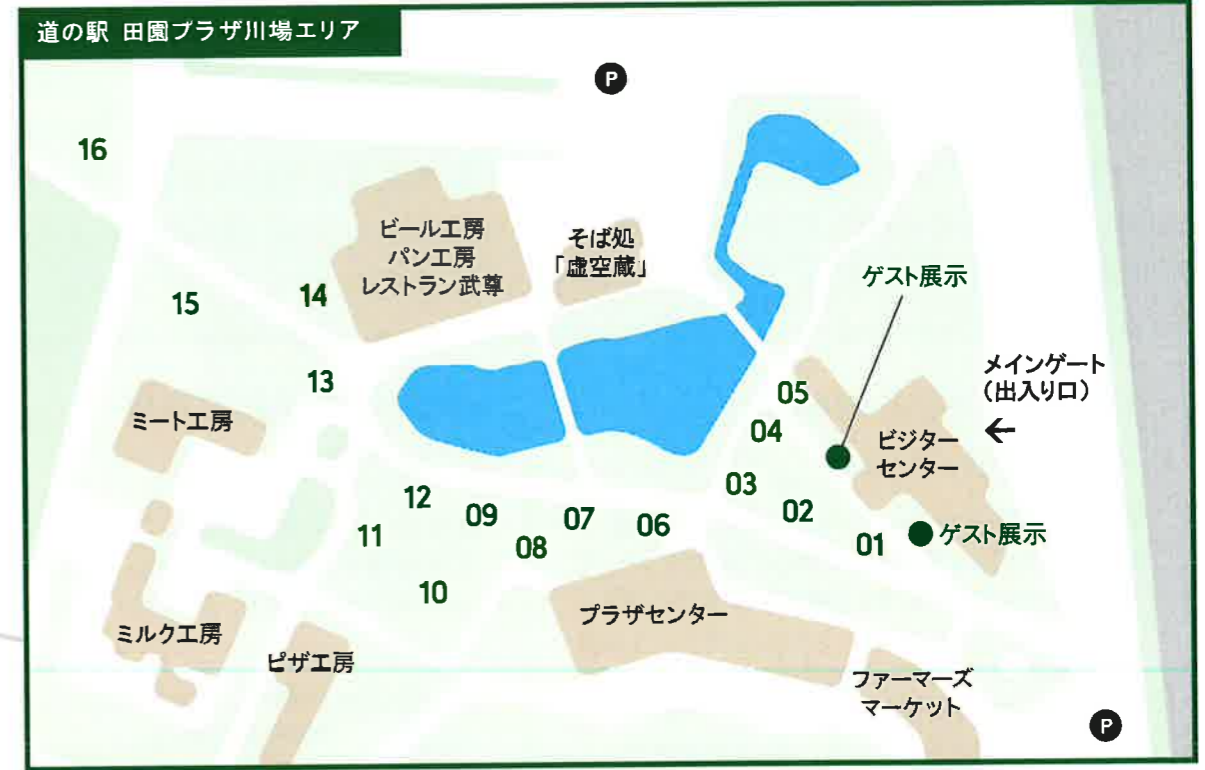 道の駅 田園プラザ川場エリア
P
16
ビール工房
パン工房
レストラン武尊
そば処
「虚空蔵」
ゲスト展示
15
14
13
メインゲート
(出入り口)
←
05
04
ミート工房
ビジター
センター
03
02
01
ゲスト展示
12
09
07
06
11
08
10
プラザセンター
ミルク工房
ピザ工房
ファーマーズ
マーケット
P